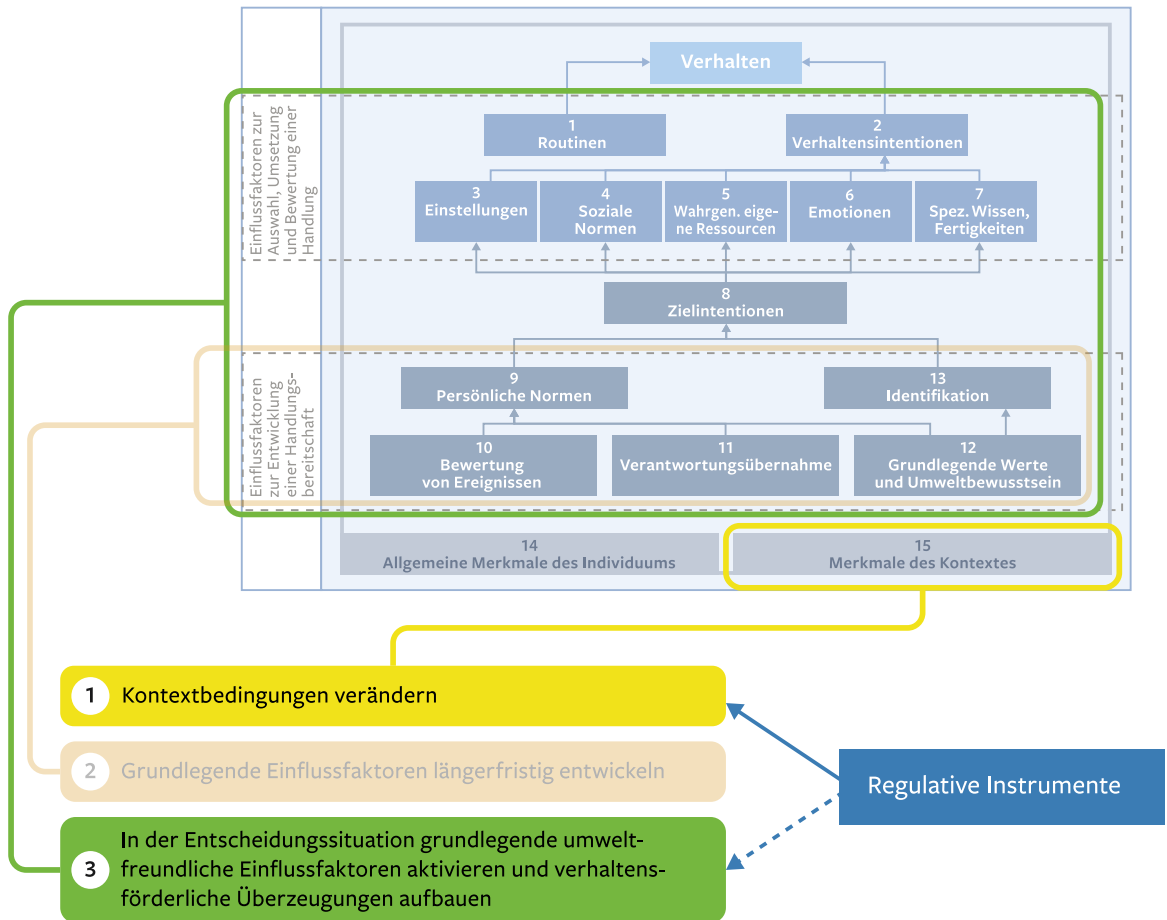 Verhalten
Einflussfaktoren zur
Auswahl, Umsetzung
und Bewertung einer
Handlung
1
Routinen
2
Verhaltensintentionen
3
Einstellungen
4
Soziale
Normen
5
Wahrgen. eige-
ne Ressourcen
6
Emotionen
7
Spez. Wissen,
Fertigkeiten
8
Zielintentionen
Einflussfaktoren
zur Entwicklung
einer Handlungs-
bereitschaft
9
Persönliche Normen
13
Identifikation
10
Bewertung
von Ereignissen
11
Verantwortungsübernahme
12
Grundlegende Werte
und Umweltbewusstsein
14
Allgemeine Merkmale des Individuums
15
Merkmale des Kontextes
1 Kontextbedingungen verändern
2 Grundlegende Einflussfaktoren längerfristig entwickeln
Regulative Instrumente
In der Entscheidungssituation grundlegende umwelt-
3 freundliche Einflussfaktoren aktivieren und verhaltens-
förderliche Überzeugungen aufbauen